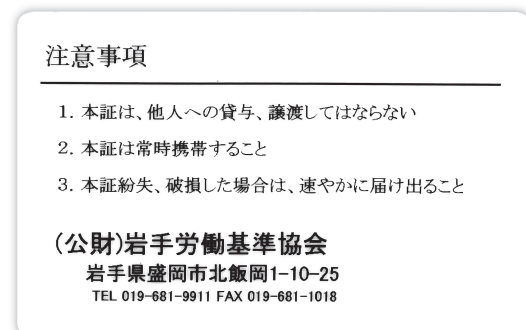 注意事項
1. 本証は、他人への貸与、譲渡してはならない
2. 本証は常時携帯すること
3. 本証紛失、破損した場合は、速やかに届け出ること
(公財)岩手労働基準協会
岩手県盛岡市北飯岡1-10-25
TEL 019-681-9911 FAX 019-681-1018